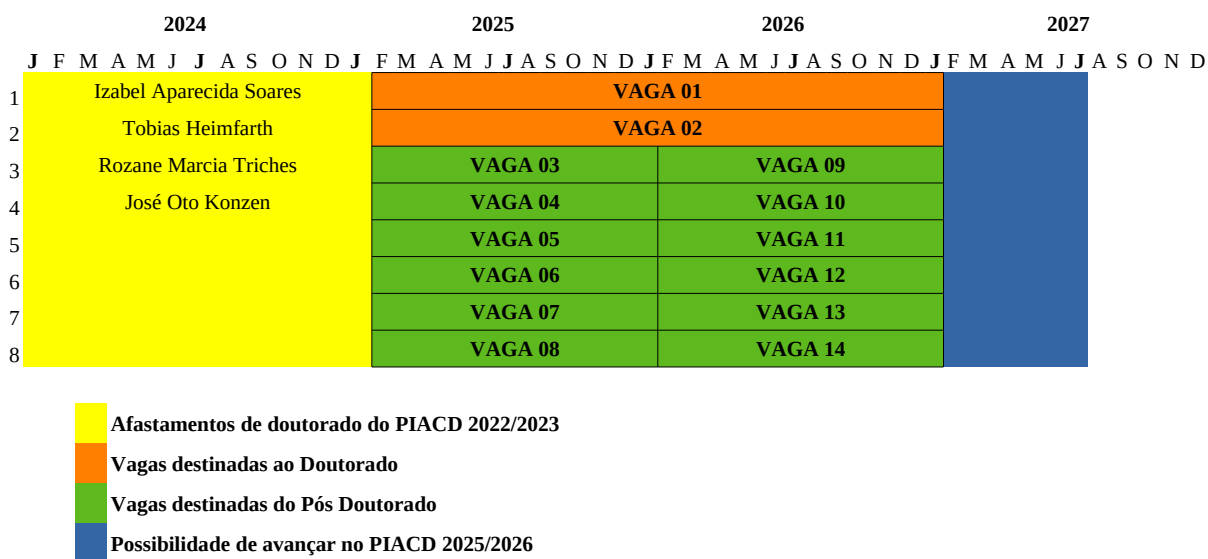 2024 2025 2026 2027
J F M A M J J A S O N D J F M A M J J A S O N D J F M A M J J A S O N D J F M A M J J A S O N D
1 Izabel Aparecida Soares VAGA 01
2 Tobias Heimfarth VAGA 02
3 Rozane Marcia Triches VAGA 03 VAGA 09
4 José Oto Konzen VAGA 04 VAGA 10
5 VAGA 05 VAGA 11
6 VAGA 06 VAGA 12
7 VAGA 07 VAGA 13
8 VAGA 08 VAGA 14
Afastamentos de doutorado do PIACD 2022/2023
Vagas destinadas ao Doutorado
Vagas destinadas do Pós Doutorado
Possibilidade de avançar no PIACD 2025/2026